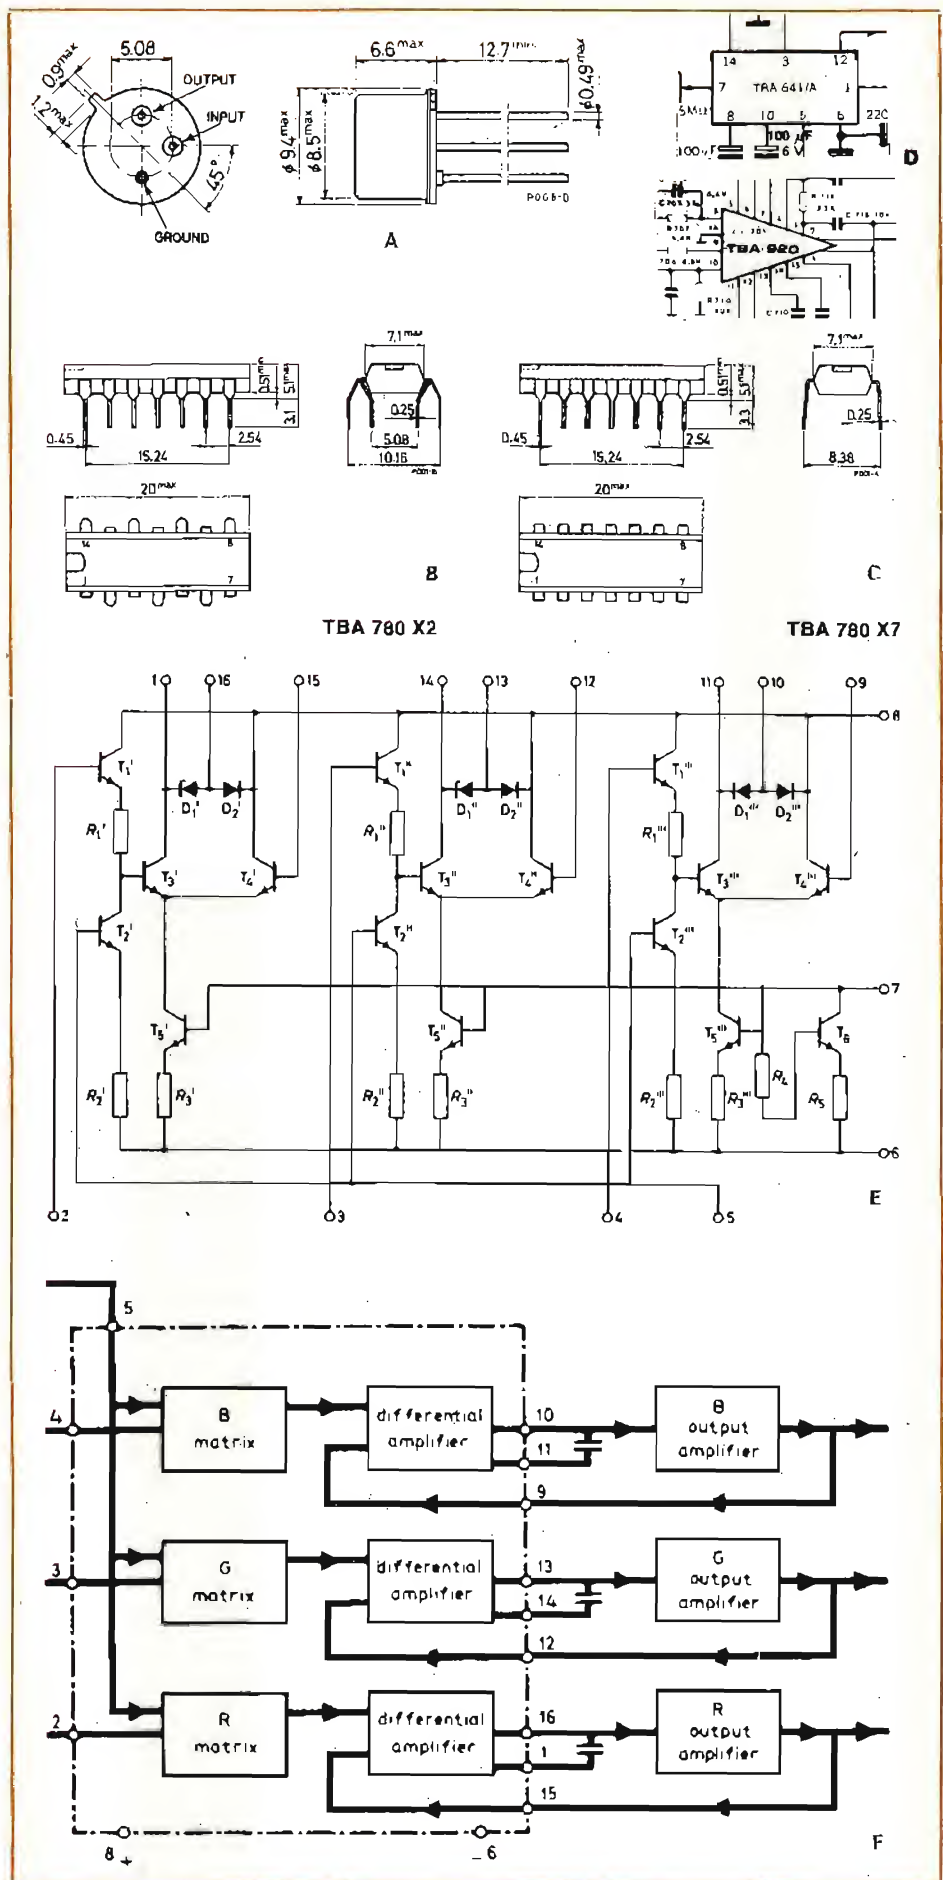 5.08
0.9max
1.2max
OUTPUT
INPUT
45°
GROUND
6.6max
12.7min.
ø0.49max
ø9.4max
ø8.5max
P008-D
A
14
3
12
7
1
8
10
5
6
220
100µF
100 µF
6 V
D
TBA 920
0.51min
5.1max
3.1
0.45
2.54
15.24
7.1max
0.25
5.08
10.16
20max
14
8
7
B
0.51min
5.1max
3.3
0.45
2.54
15.24
7.1max
0.25
8.38
20max
14
8
1
7
C
TBA 780 X2
TBA 780 X7
1 16 15 14 13 12 11 10 9
8
T1' T1" T1'''
D1" D2' D1" D2" D1''' D2'''
R1' R1" R1'''
T3' T4' T3" T4" T3''' T4'''
T2' T2" T2'''
7
T5' T5" T5''' R4 T6
R2' R3' R2" R3" R2''' R3''' R5
6
E
2 3 4 5
5
4
B
matrix
differential
amplifier
10
11
9
B
output
amplifier
3
G
matrix
differential
amplifier
13
14
12
G
output
amplifier
2
R
matrix
differential
amplifier
16
1
15
R
output
amplifier
8 +
- 6
F